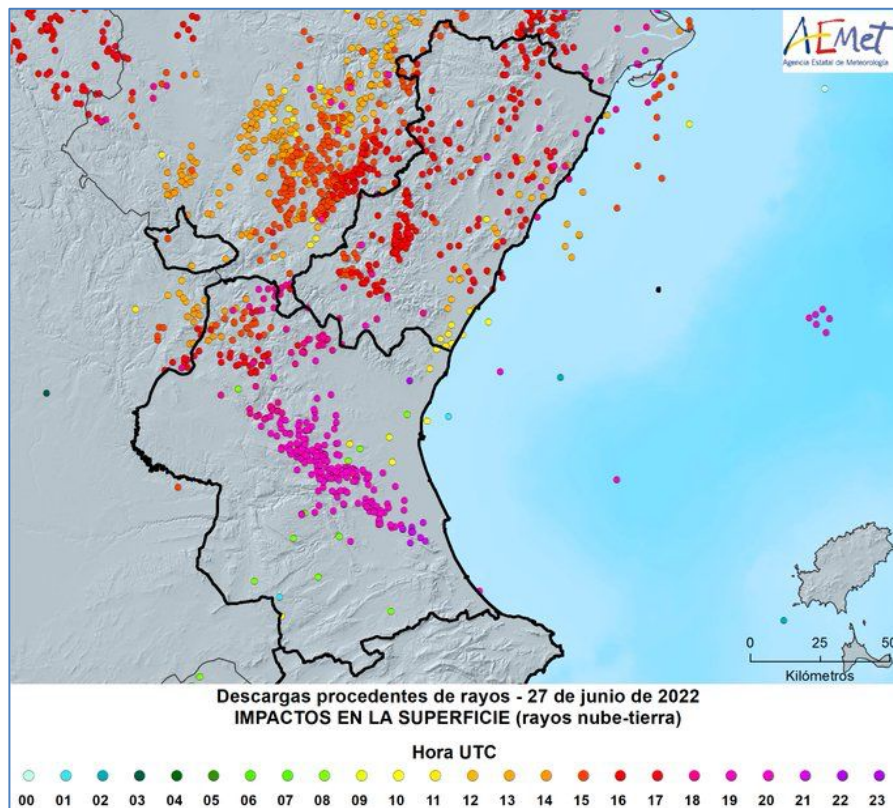 AEmet
Agencia Estatal de Meteorología
0 25 50
Kilómetros
Descargas procedentes de rayos - 27 de junio de 2022
IMPACTOS EN LA SUPERFICIE (rayos nube-tierra)
Hora UTC
00 01 02 03 04 05 06 07 08 09 10 11 12 13 14 15 16 17 18 19 20 21 22 23